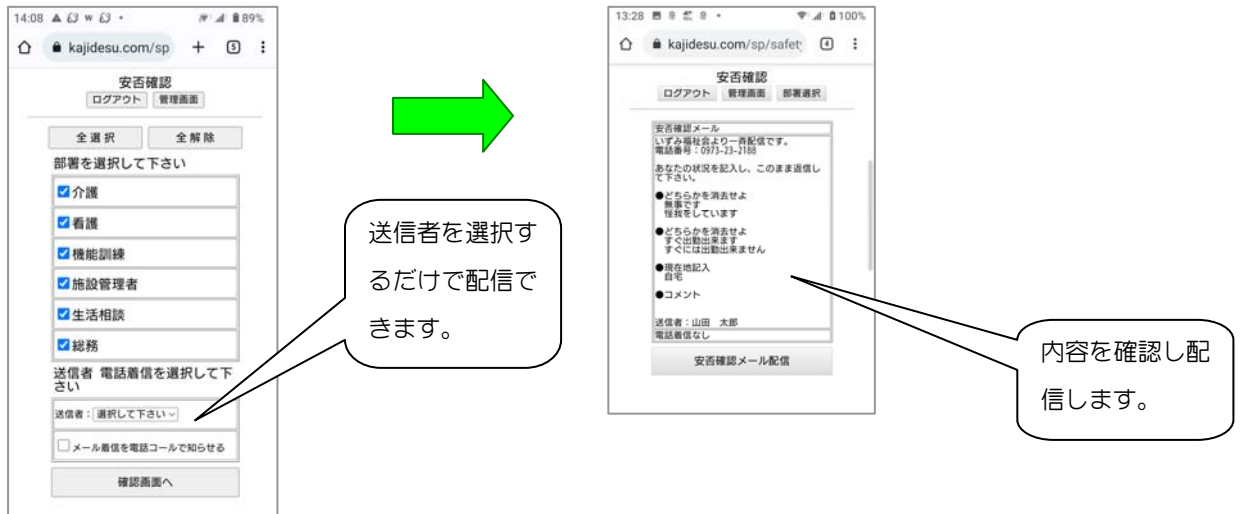 14:08
89%
kajidesu.com/sp
5
安否確認
ログアウト 管理画面
全選択 全解除
部署を選択して下さい
介護
看護
機能訓練
施設管理者
生活相談
総務
送信者 電話着信を選択して下
さい
送信者：選択して下さい
メール着信を電話コールで知らせる
確認画面へ
送信者を選択す
るだけで配信で
きます。
13:28
100%
kajidesu.com/sp/safet
4
安否確認
ログアウト 管理画面 部署選択
安否確認メール
いずみ福祉会より一斉配信です。
電話番号：0973-23-2188
あなたの状況を記入し、このまま返信し
て下さい。
●どちらかを消去せよ
無事です
怪我をしています
●どちらかを消去せよ
すぐ出勤出来ます
すぐには出勤出来ません
●現在地記入
自宅
●コメント
送信者：山田 太郎
電話着信なし
安否確認メール配信
内容を確認し配
信します。